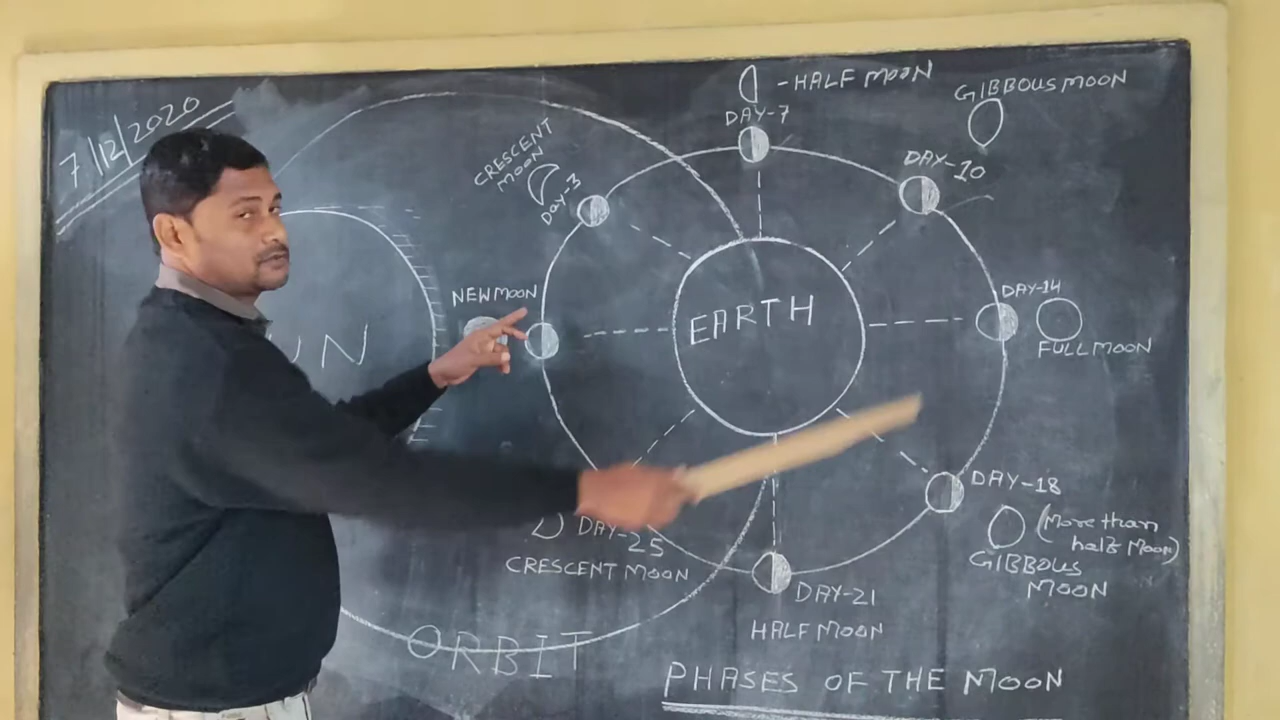 7/12/2020
- HALF MOON
DAY-7
GIBBOUS MOON
DAY-10
CRESCENT
MOON
DAY-3
NEW MOON
UN
EARTH
DAY-14
FULL MOON
DAY-18
(More than
half Moon)
GIBBOUS
MOON
DAY-25
CRESCENT MOON
DAY-21
HALF MOON
ORBIT
PHASES OF THE MOON